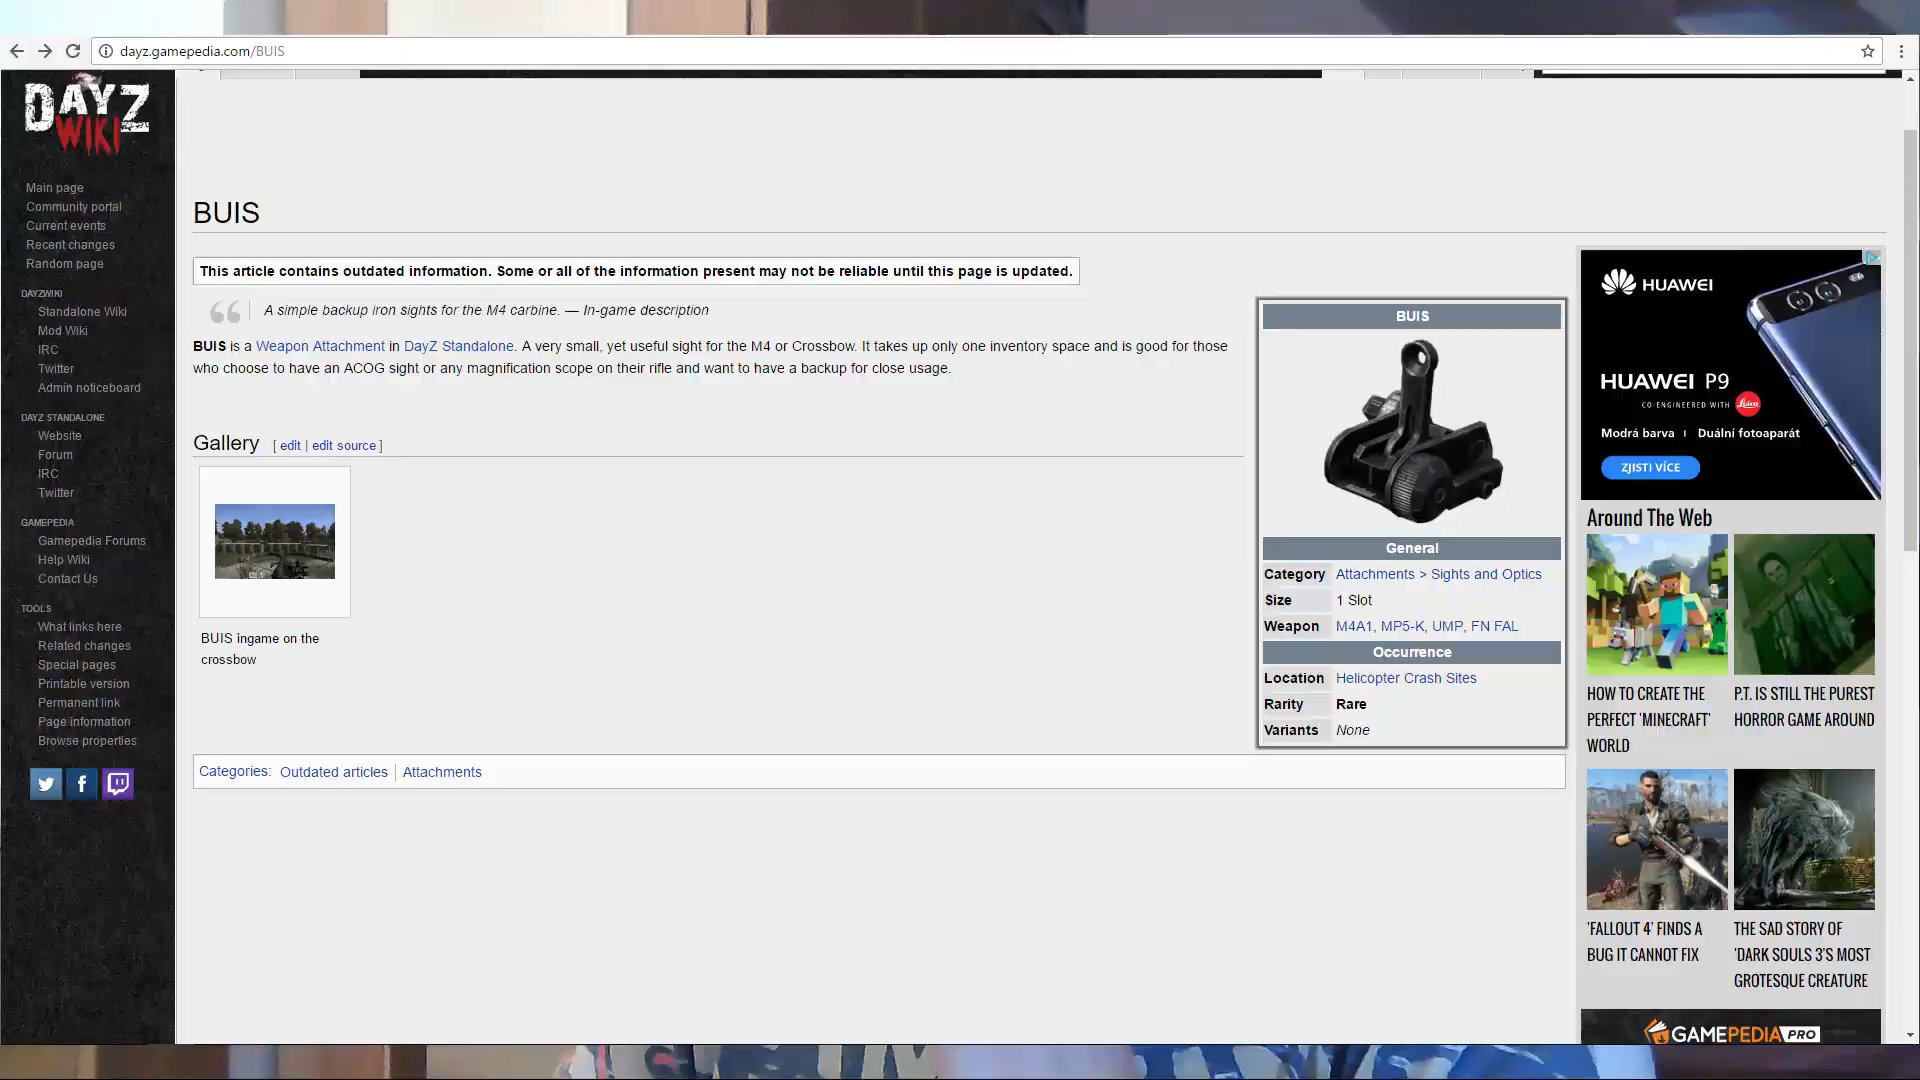 dayz.gamepedia.com/BUIS
DAYZ
WIKI
Main page
Community portal
Current events
Recent changes
Random page
DAYZWIKI
Standalone Wiki
Mod Wiki
IRC
Twitter
Admin noticeboard
DAYZ STANDALONE
Website
Forum
IRC
Twitter
GAMEPEDIA
Gamepedia Forums
Help Wiki
Contact Us
TOOLS
What links here
Related changes
Special pages
Printable version
Permanent link
Page information
Browse properties
BUIS
This article contains outdated information. Some or all of the information present may not be reliable until this page is updated.
A simple backup iron sights for the M4 carbine. — In-game description
BUIS is a Weapon Attachment in DayZ Standalone. A very small, yet useful sight for the M4 or Crossbow. It takes up only one inventory space and is good for those
who choose to have an ACOG sight or any magnification scope on their rifle and want to have a backup for close usage.
Gallery [ edit | edit source ]
BUIS ingame on the
crossbow
BUIS
General
Category Attachments > Sights and Optics
Size 1 Slot
Weapon M4A1, MP5-K, UMP, FN FAL
Occurrence
Location Helicopter Crash Sites
Rarity Rare
Variants None
Categories: Outdated articles | Attachments
HUAWEI
HUAWEI P9
CO-ENGINEERED WITH Leica
Modrá barva | Duální fotoaparát
ZJISTI VÍCE
Around The Web
HOW TO CREATE THE
PERFECT 'MINECRAFT'
WORLD
P.T. IS STILL THE PUREST
HORROR GAME AROUND
'FALLOUT 4' FINDS A
BUG IT CANNOT FIX
THE SAD STORY OF
'DARK SOULS 3'S MOST
GROTESQUE CREATURE
GAMEPEDIA PRO